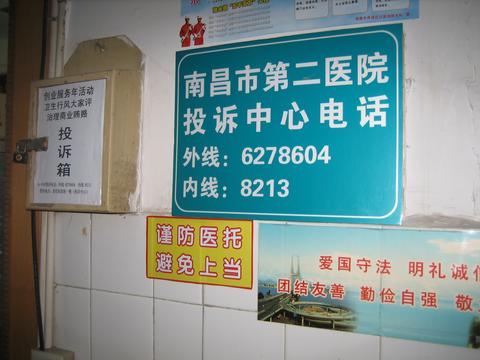 创业服务年活动
卫生行风大家评
治理商业贿赂
投
诉
箱
南昌市第二医院
投诉中心电话
外线：6278604
内线：8213
谨防医托
避免上当
爱国守法 明礼诚信
团结友善 勤俭自强 敬